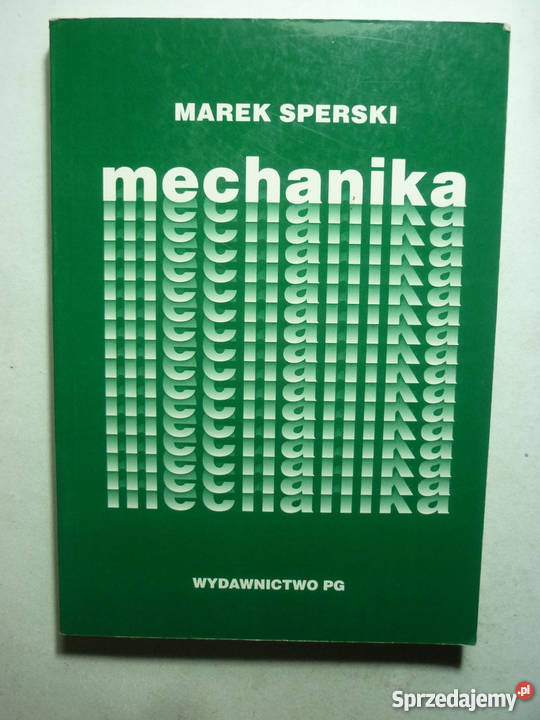 MAREK SPERSKI
mechanika
WYDAWNICTWO PG
Sprzedajemy.pl